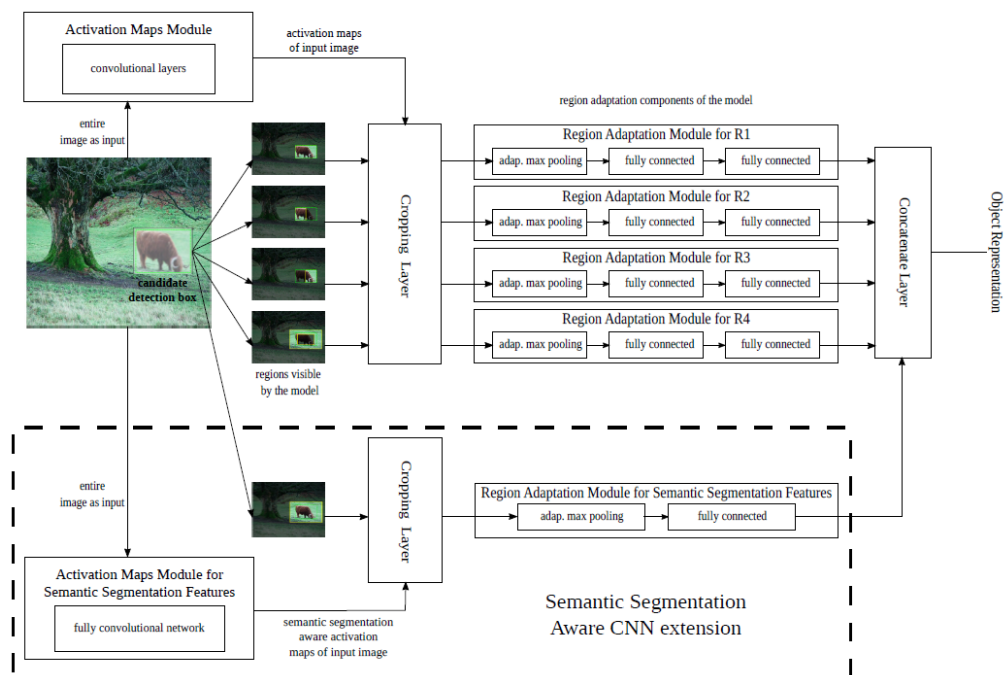 Activation Maps Module
convolutional layers
activation maps
of input image
entire
image as input
candidate
detection box
regions visible
by the model
Cropping Layer
region adaptation components of the model
Region Adaptation Module for R1
adap. max pooling
fully connected
fully connected
Region Adaptation Module for R2
adap. max pooling
fully connected
fully connected
Region Adaptation Module for R3
adap. max pooling
fully connected
fully connected
Region Adaptation Module for R4
adap. max pooling
fully connected
fully connected
Concatenate Layer
Object Representation
entire
image as input
Activation Maps Module for
Semantic Segmentation Features
fully convolutional network
semantic segmentation
aware activation
maps of input image
Cropping Layer
Region Adaptation Module for Semantic Segmentation Features
adap. max pooling
fully connected
Semantic Segmentation
Aware CNN extension